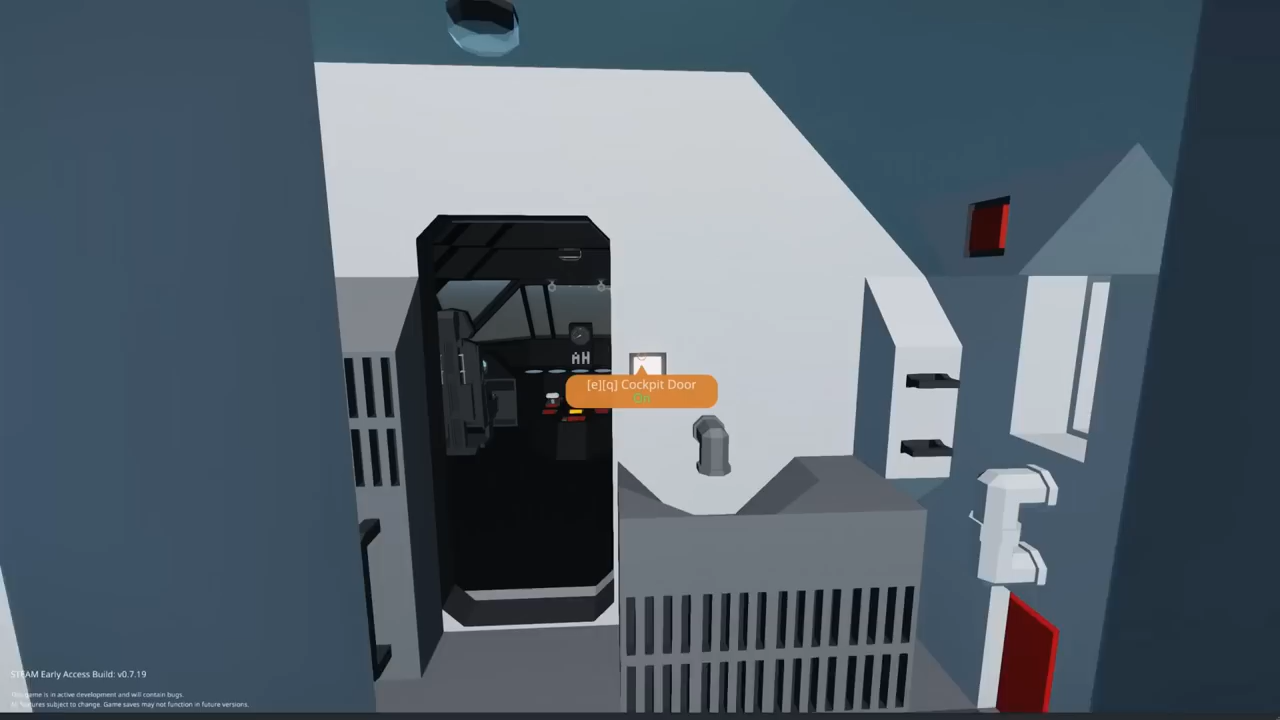 AH
[e][q] Cockpit Door
On
STEAM Early Access Build: v0.7.19
This game is in active development and will contain bugs.
All features subject to change. Game saves may not function in future versions.